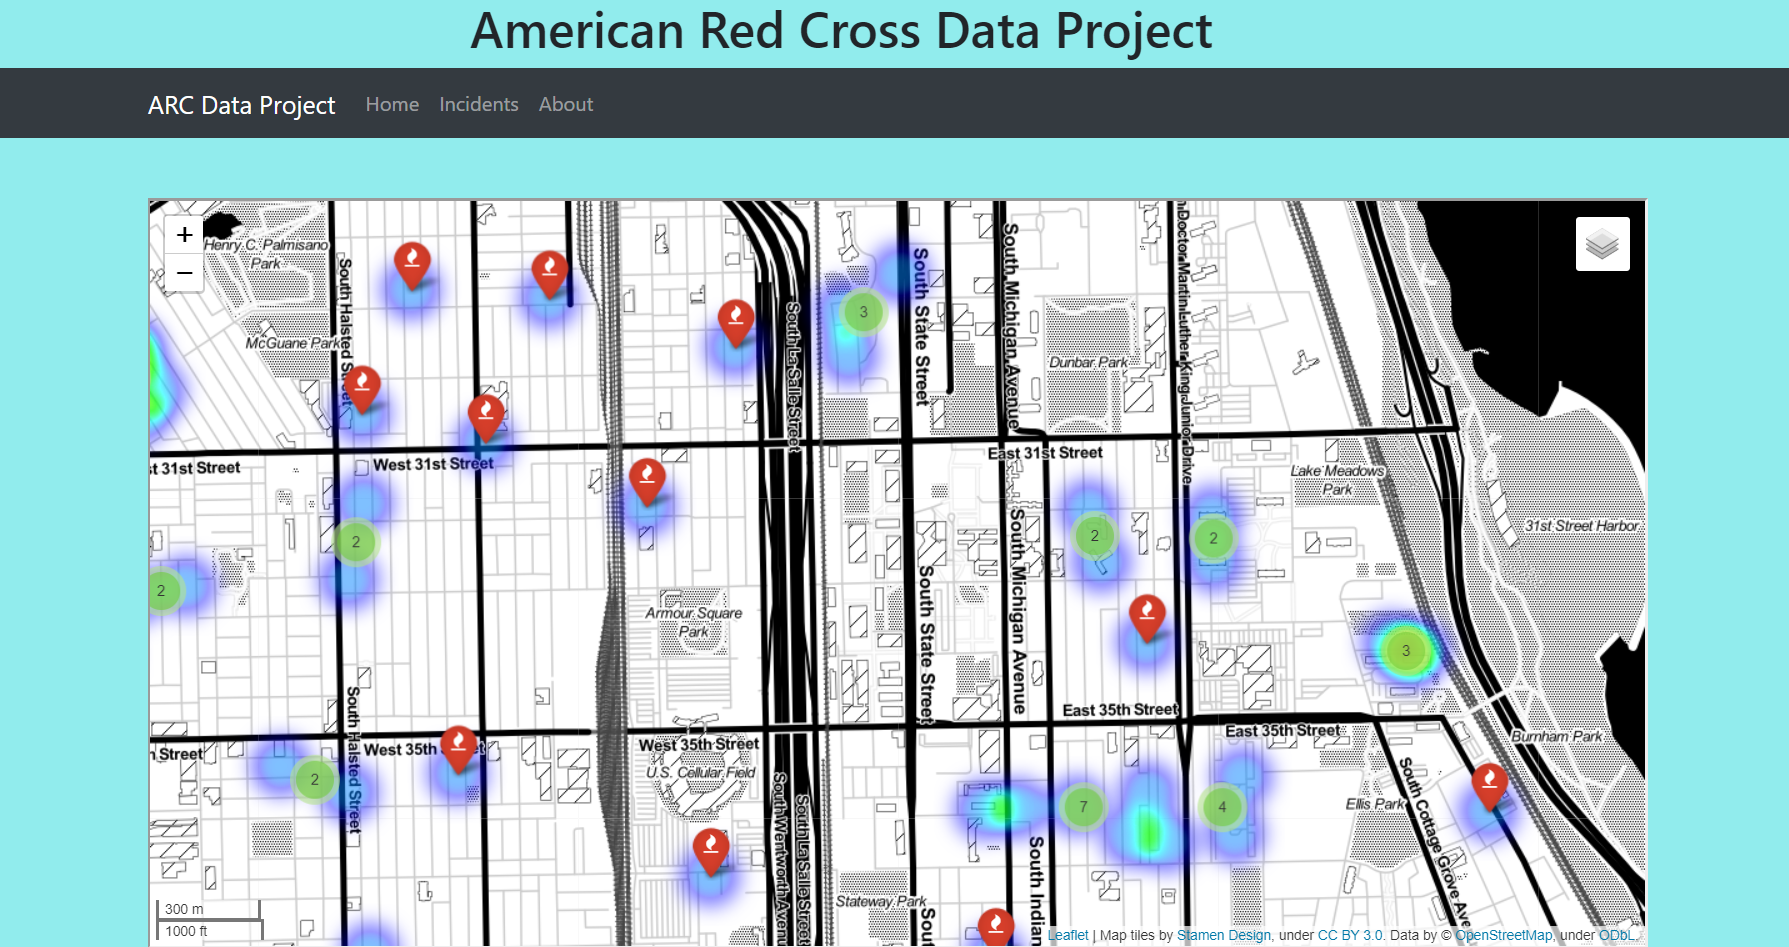 American Red Cross Data Project
ARC Data Project Home Incidents About
+
−
Henry C. Palmisano
Park
McGuane Park
South Halsted Street
South La Salle Street
South State Street
South Michigan Avenue
Dunbar Park
Doctor Martin Luther King Junior Drive
3
t 31st Street
West 31st Street
East 31st Street
Lake Meadows
Park
31st Street Harbor
2
2
2
2
Armour Square
Park
South State Street
South Michigan Avenue
3
East 35th Street
East 35th Street
Burnham Park
Street
South Halsted Street
West 35th
West 35th Street
U.S. Cellular Field
2
7
4
Ellis Park
South Cottage Grove Ave
South Wentworth Avenu
South La Salle Street
South Indian
Stateway Park
Sou
300 m
1000 ft
Leaflet | Map tiles by Stamen Design, under CC BY 3.0. Data by © OpenStreetMap, under ODbL.